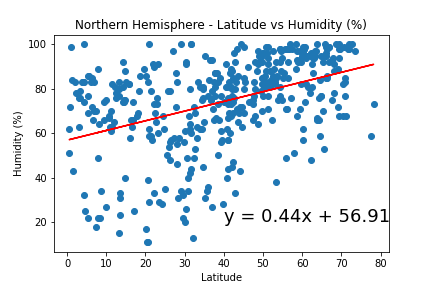 Northern Hemisphere - Latitude vs Humidity (%)
Humidity (%)
100
80
60
40
20
y = 0.44x + 56.91
0 10 20 30 40 50 60 70 80
Latitude